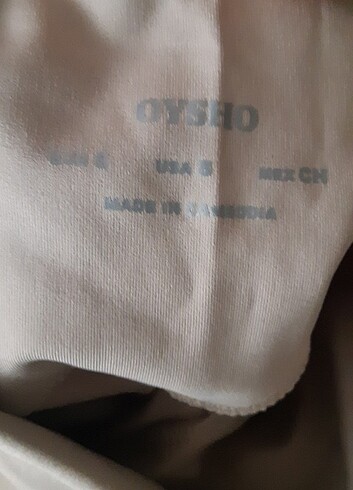 OYSHO
EUR S USA S MEX CH
MADE IN CAMBODIA